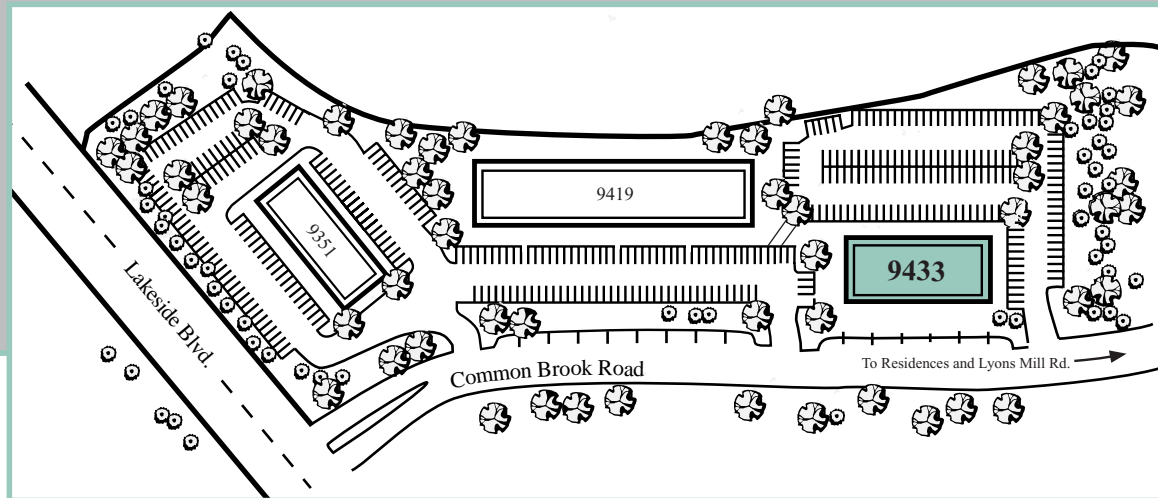 9419
9351
9433
Lakeside Blvd.
To Residences and Lyons Mill Rd.
Common Brook Road